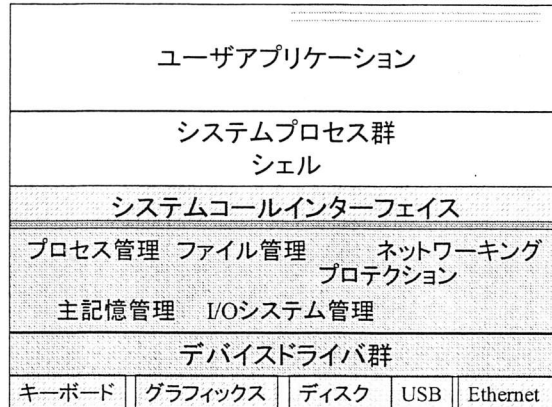 ユーザアプリケーション
システムプロセス群
シェル
システムコールインターフェイス
プロセス管理 ファイル管理 ネットワーキング
プロテクション
主記憶管理 I/Oシステム管理
デバイスドライバ群
キーボード グラフィックス ディスク USB Ethernet